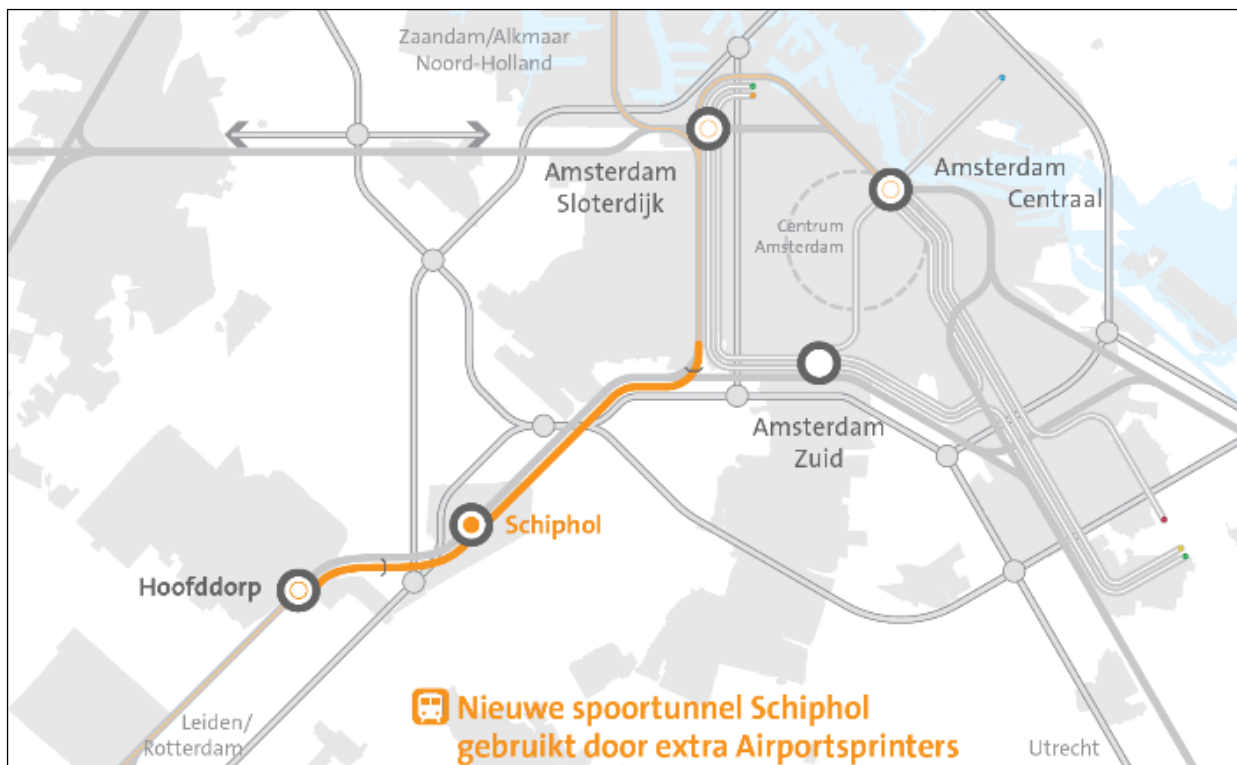 Zaandam/Alkmaar
Noord-Holland
Amsterdam
Sloterdijk
Amsterdam
Centraal
Centrum
Amsterdam
Amsterdam
Zuid
Schiphol
Hoofddorp
Leiden/
Rotterdam
Nieuwe spoortunnel Schiphol
gebruikt door extra Airportsprinters
Utrecht